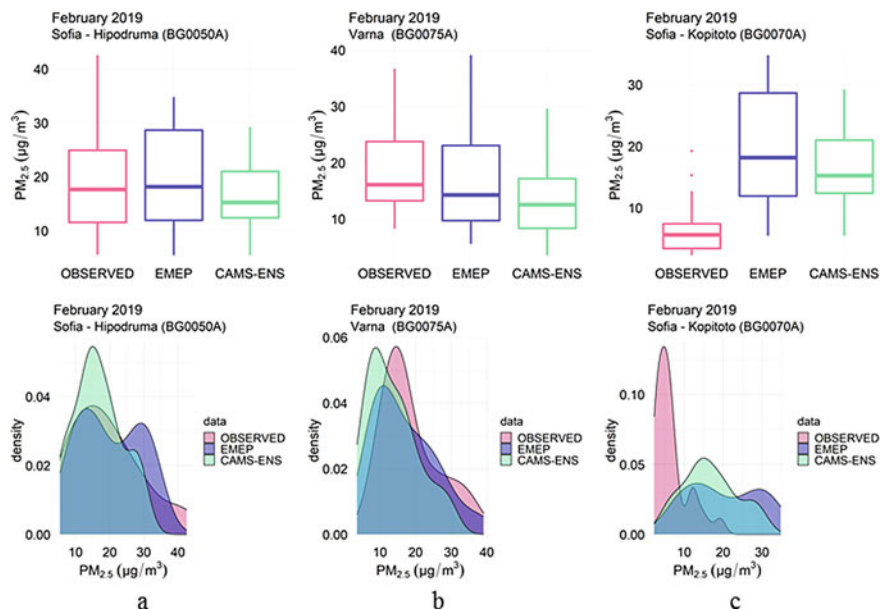 February 2019
Sofia - Hipodruma (BG0050A)
PM2.5 (µg/m³)
40
30
20
10
OBSERVED EMEP CAMS-ENS
February 2019
Varna (BG0075A)
PM2.5 (µg/m³)
40
30
20
10
OBSERVED EMEP CAMS-ENS
February 2019
Sofia - Kopitoto (BG0070A)
PM2.5 (µg/m³)
30
20
10
OBSERVED EMEP CAMS-ENS
February 2019
Sofia - Hipodruma (BG0050A)
density
0.04
0.02
0.00
10 20 30 40
PM2.5 (µg/m³)
data
OBSERVED
EMEP
CAMS-ENS
a
February 2019
Varna (BG0075A)
density
0.06
0.04
0.02
0.00
10 20 30 40
PM2.5 (µg/m³)
data
OBSERVED
EMEP
CAMS-ENS
b
February 2019
Sofia - Kopitoto (BG0070A)
density
0.10
0.05
0.00
10 20 30
PM2.5 (µg/m³)
data
OBSERVED
EMEP
CAMS-ENS
c